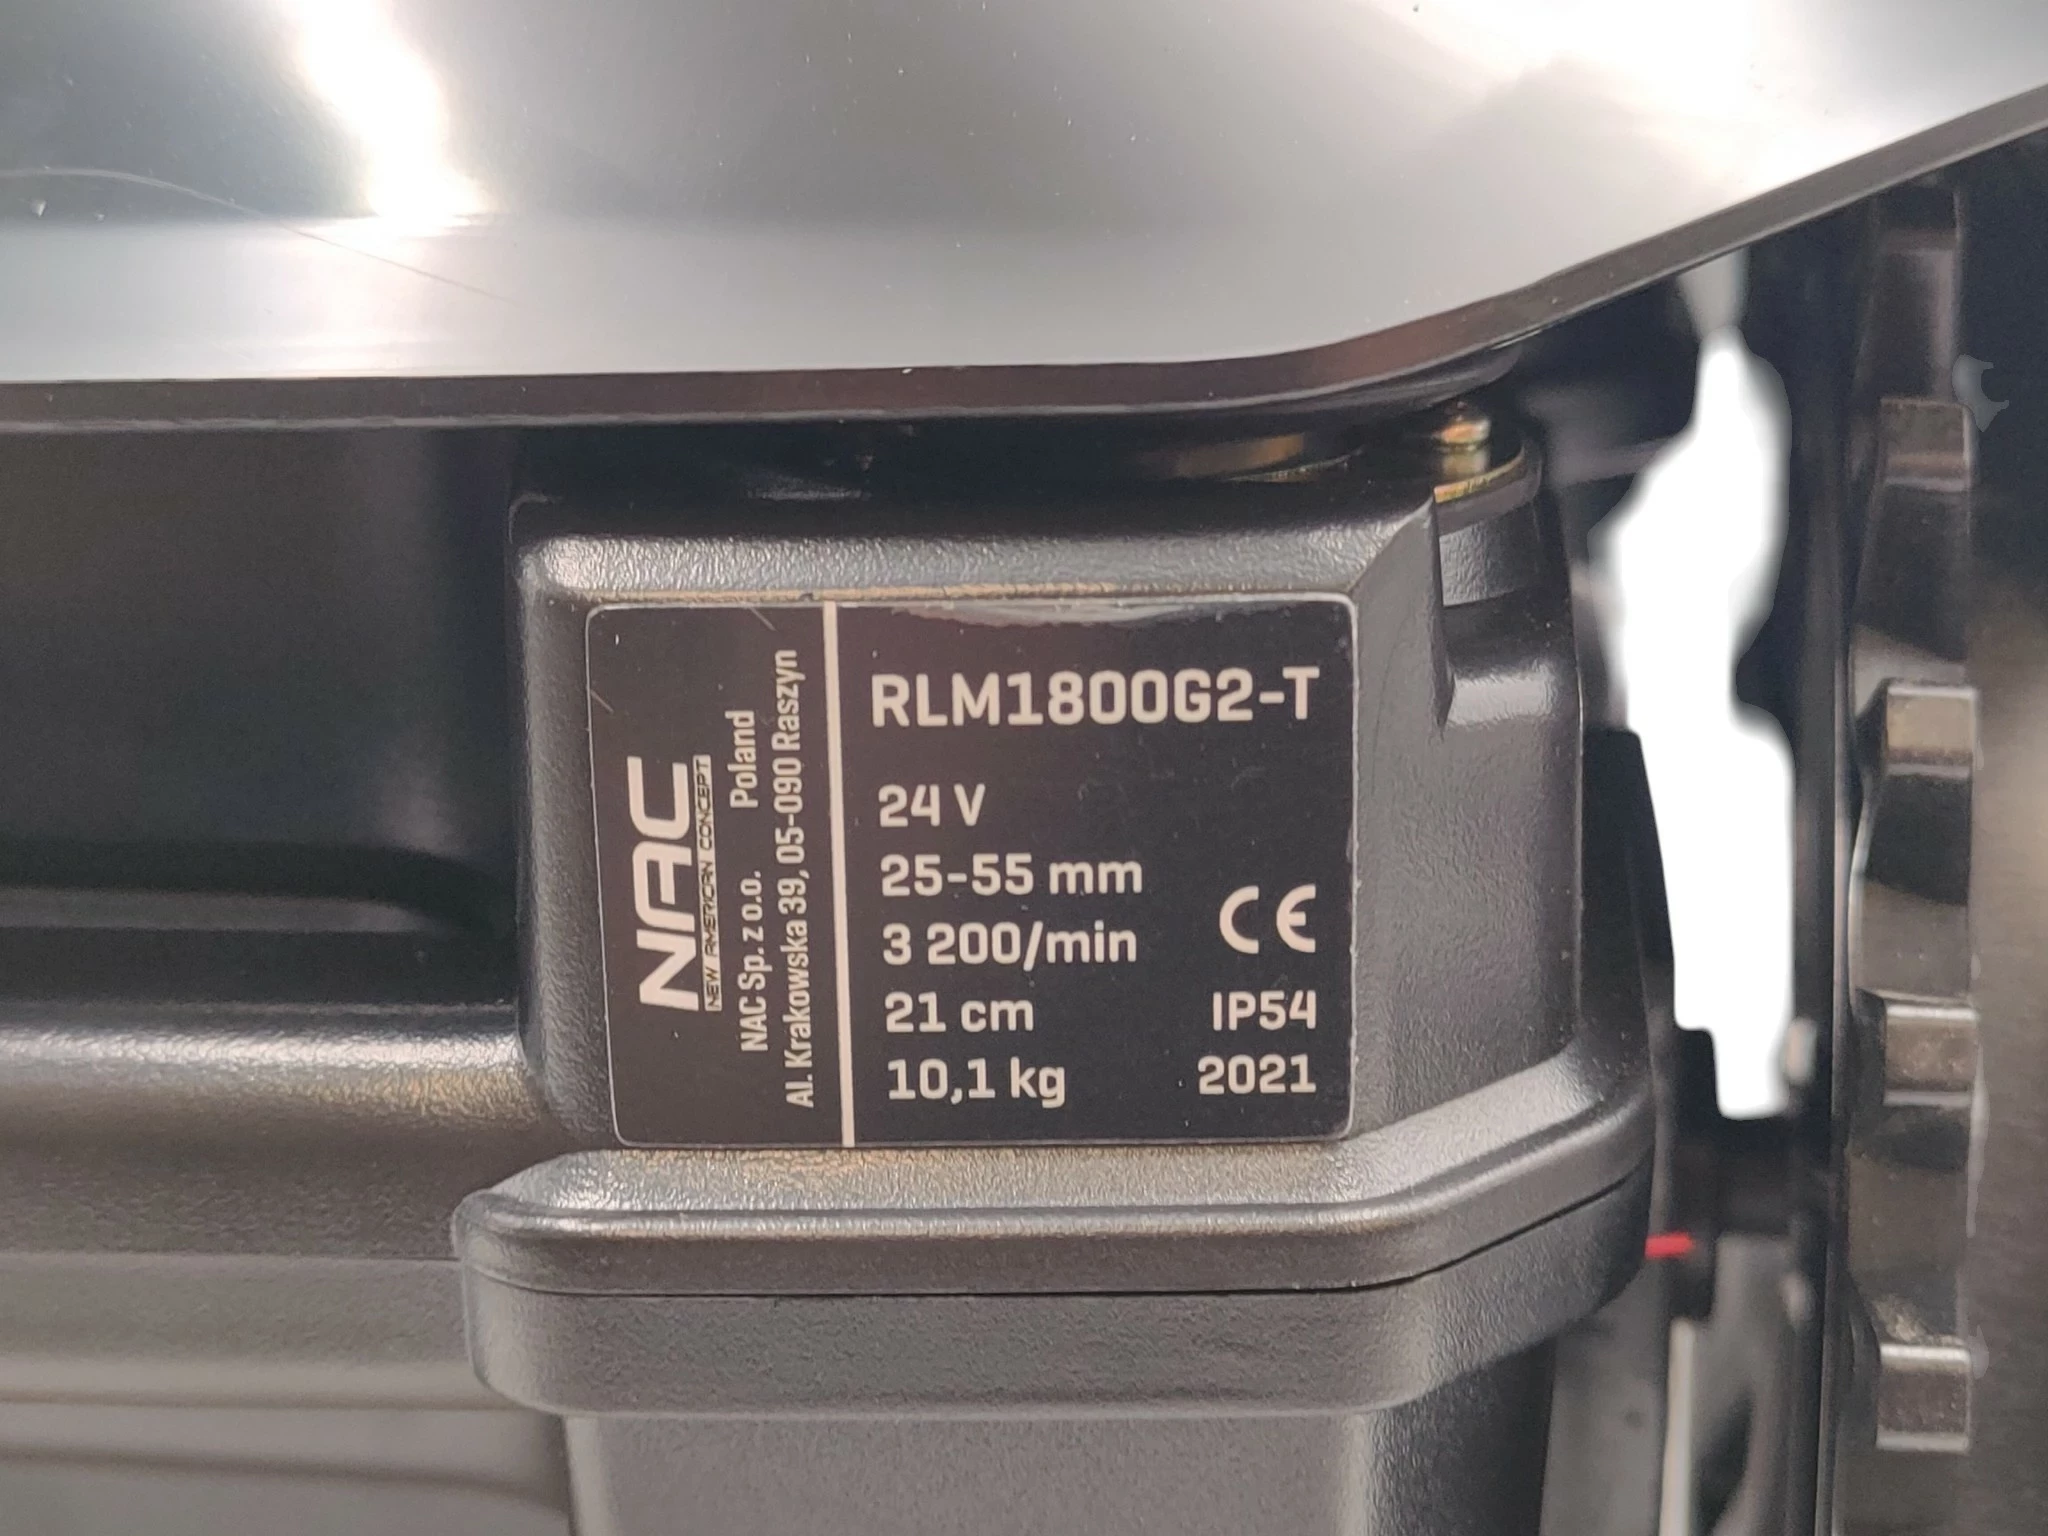 NAC
NEW AMERICAN CONCEPT
NAC Sp. z o.o. Poland
Al. Krakowska 39, 05-090 Raszyn
RLM1800G2-T
24 V
25-55 mm
3 200/min
21 cm
10,1 kg
CE
IP54
2021